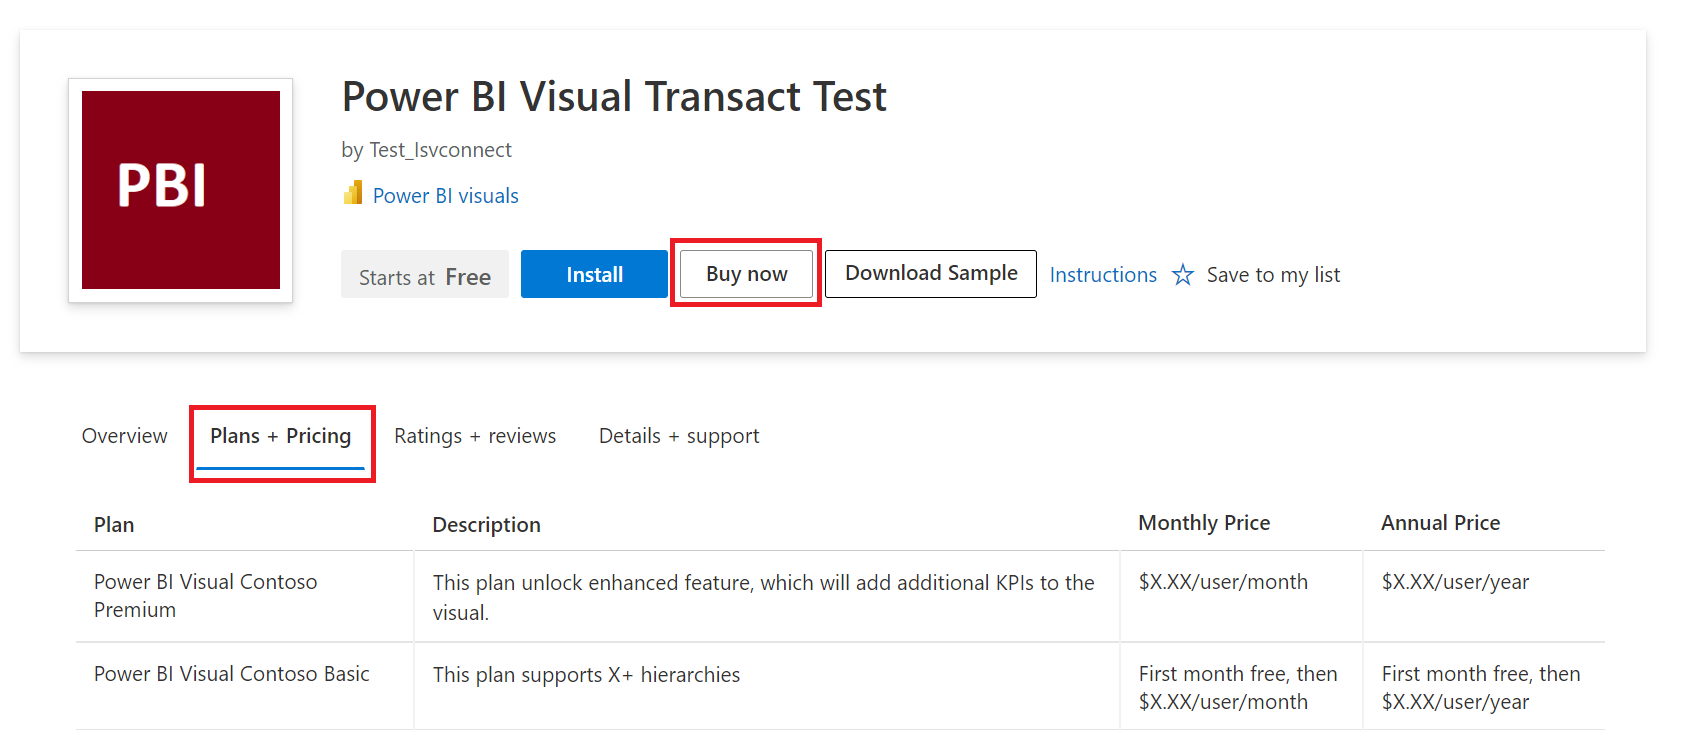 PBI
Power BI Visual Transact Test
by Test_Isvconnect
Power BI visuals
Starts at Free Install Buy now Download Sample Instructions Save to my list
Overview Plans + Pricing Ratings + reviews Details + support
Plan Description Monthly Price Annual Price
Power BI Visual Contoso
Premium
This plan unlock enhanced feature, which will add additional KPIs to the
visual.
$X.XX/user/month
$X.XX/user/year
Power BI Visual Contoso Basic
This plan supports X+ hierarchies
First month free, then
$X.XX/user/month
First month free, then
$X.XX/user/year